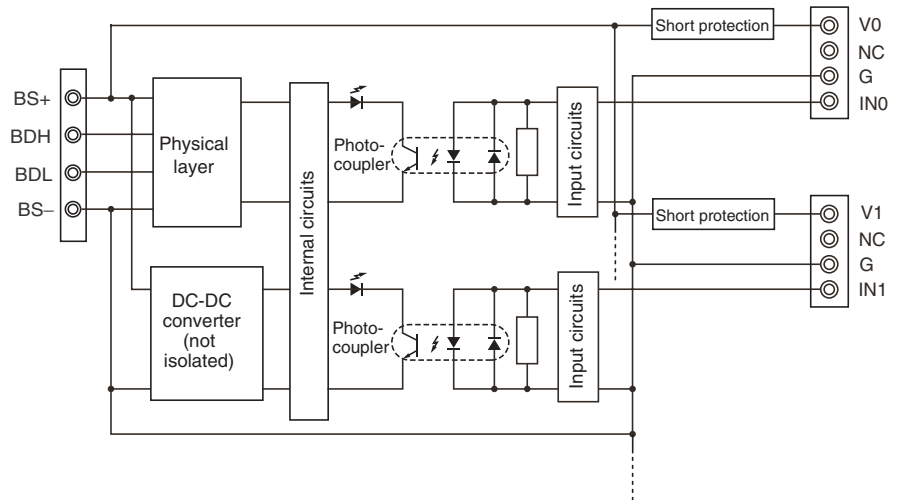 Short protection
V0
NC
G
IN0
BS+
BDH
BDL
BS–
Physical
layer
Internal circuits
Photo-
coupler
Input circuits
Short protection
V1
NC
G
IN1
DC-DC
converter
(not
isolated)
Photo-
coupler
Input circuits